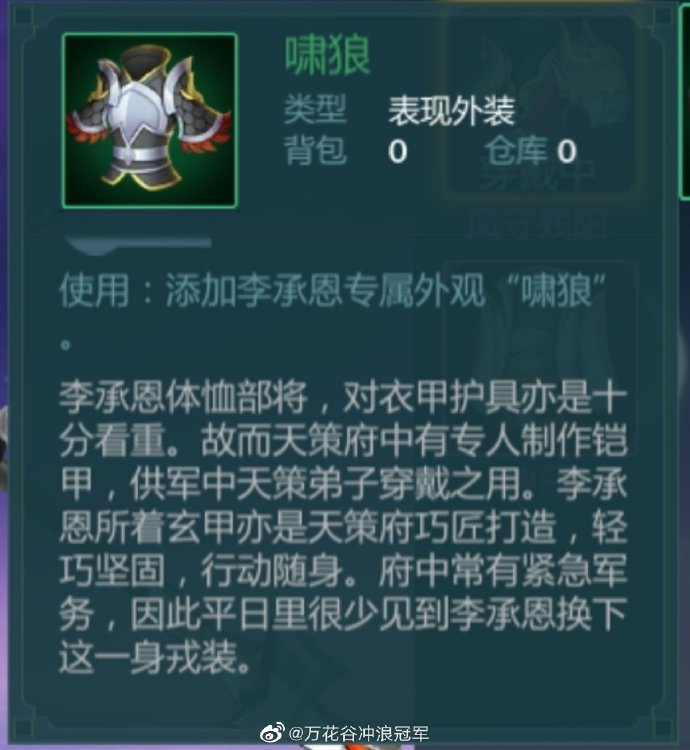 啸狼
类型 表现外装
背包 0 仓库 0
使用：添加李承恩专属外观“啸狼”
。
李承恩体恤部将，对衣甲护具亦是十
分看重。故而天策府中有专人制作铠
甲，供军中天策弟子穿戴之用。李承
恩所着玄甲亦是天策府巧匠打造，轻
巧坚固，行动随身。府中常有紧急军
务，因此平日里很少见到李承恩换下
这一身戎装。
@万花谷冲浪冠军